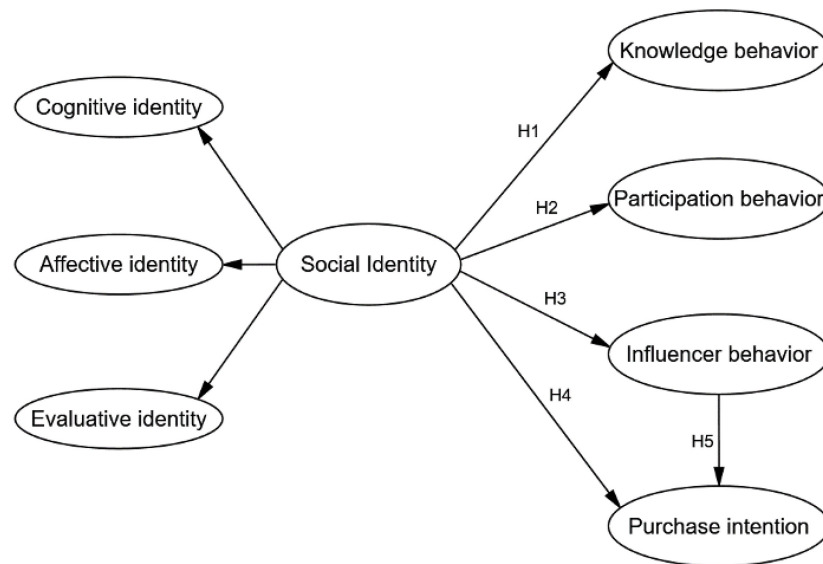 Knowledge behavior
Cognitive identity
H1
Participation behavior
H2
Affective identity
Social Identity
H3
Influencer behavior
H4
Evaluative identity
H5
Purchase intention